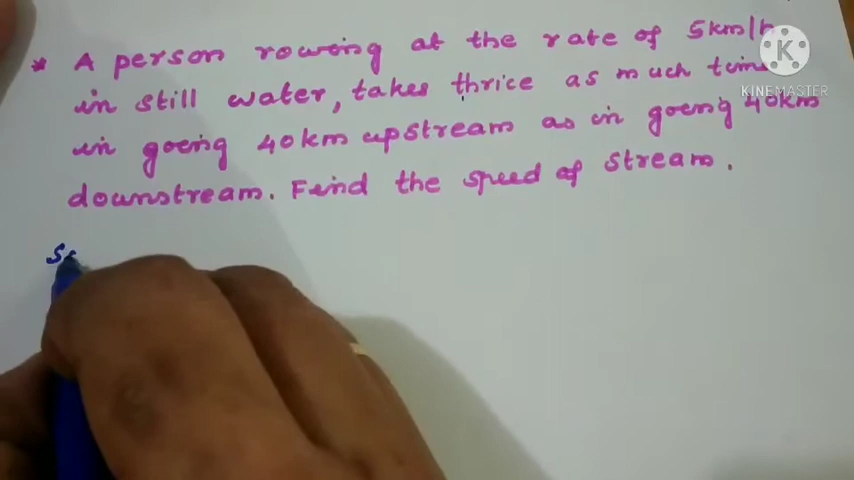 * A person rowing at the rate of 5km/h
in still water, takes thrice as much time
in going 40km upstream as in going 40km
downstream. Find the speed of stream.
So
K
KINEMASTER